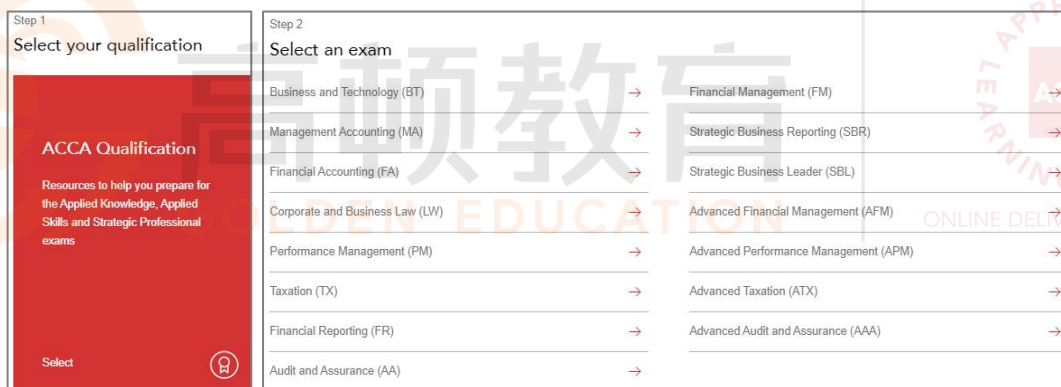 Step 1
Select your qualification
ACCA Qualification
Resources to help you prepare for
the Applied Knowledge, Applied
Skills and Strategic Professional
exams
Select
Step 2
Select an exam
Business and Technology (BT)
Management Accounting (MA)
Financial Accounting (FA)
Corporate and Business Law (LW)
Performance Management (PM)
Taxation (TX)
Financial Reporting (FR)
Audit and Assurance (AA)
Financial Management (FM)
Strategic Business Reporting (SBR)
Strategic Business Leader (SBL)
Advanced Financial Management (AFM)
Advanced Performance Management (APM)
Advanced Taxation (ATX)
Advanced Audit and Assurance (AAA)
高顿教育
GOLDEN EDUCATION
LEARNING
ONLINE